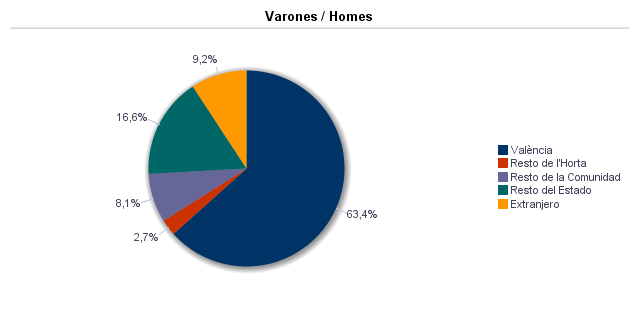 Varones / Homes
9,2%
16,6%
8,1%
2,7%
63,4%
València
Resto de l'Horta
Resto de la Comunidad
Resto del Estado
Extranjero